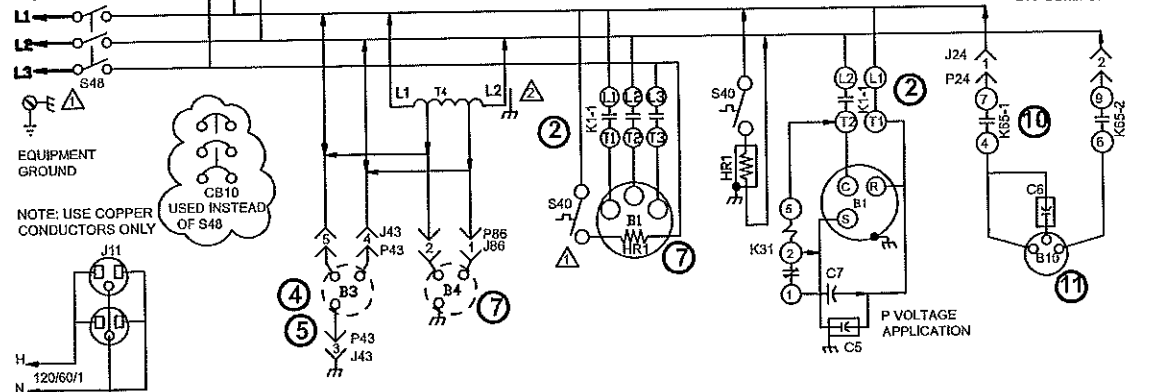 L1
L2
L3
S48
1
EQUIPMENT
GROUND
NOTE: USE COPPER
CONDUCTORS ONLY
CB10
USED INSTEAD
OF S48
J11
H
120/60/1
N
L1
T4
L2
2
5
4
J43
P43
2
1
P86
J86
4
B3
5
P43
3
J43
B4
7
2
K1-1
L1
L2
L3
T1
T2
T3
S40
1
B1
HR1
7
S40
HR1
L2
L1
K1-1
T2
T1
2
C
R
B1
S
5
K31
2
1
C7
C5
P VOLTAGE
APPLICATION
J24
1
P24
7
K65-1
4
10
2
9
K65-2
6
C6
B10
11